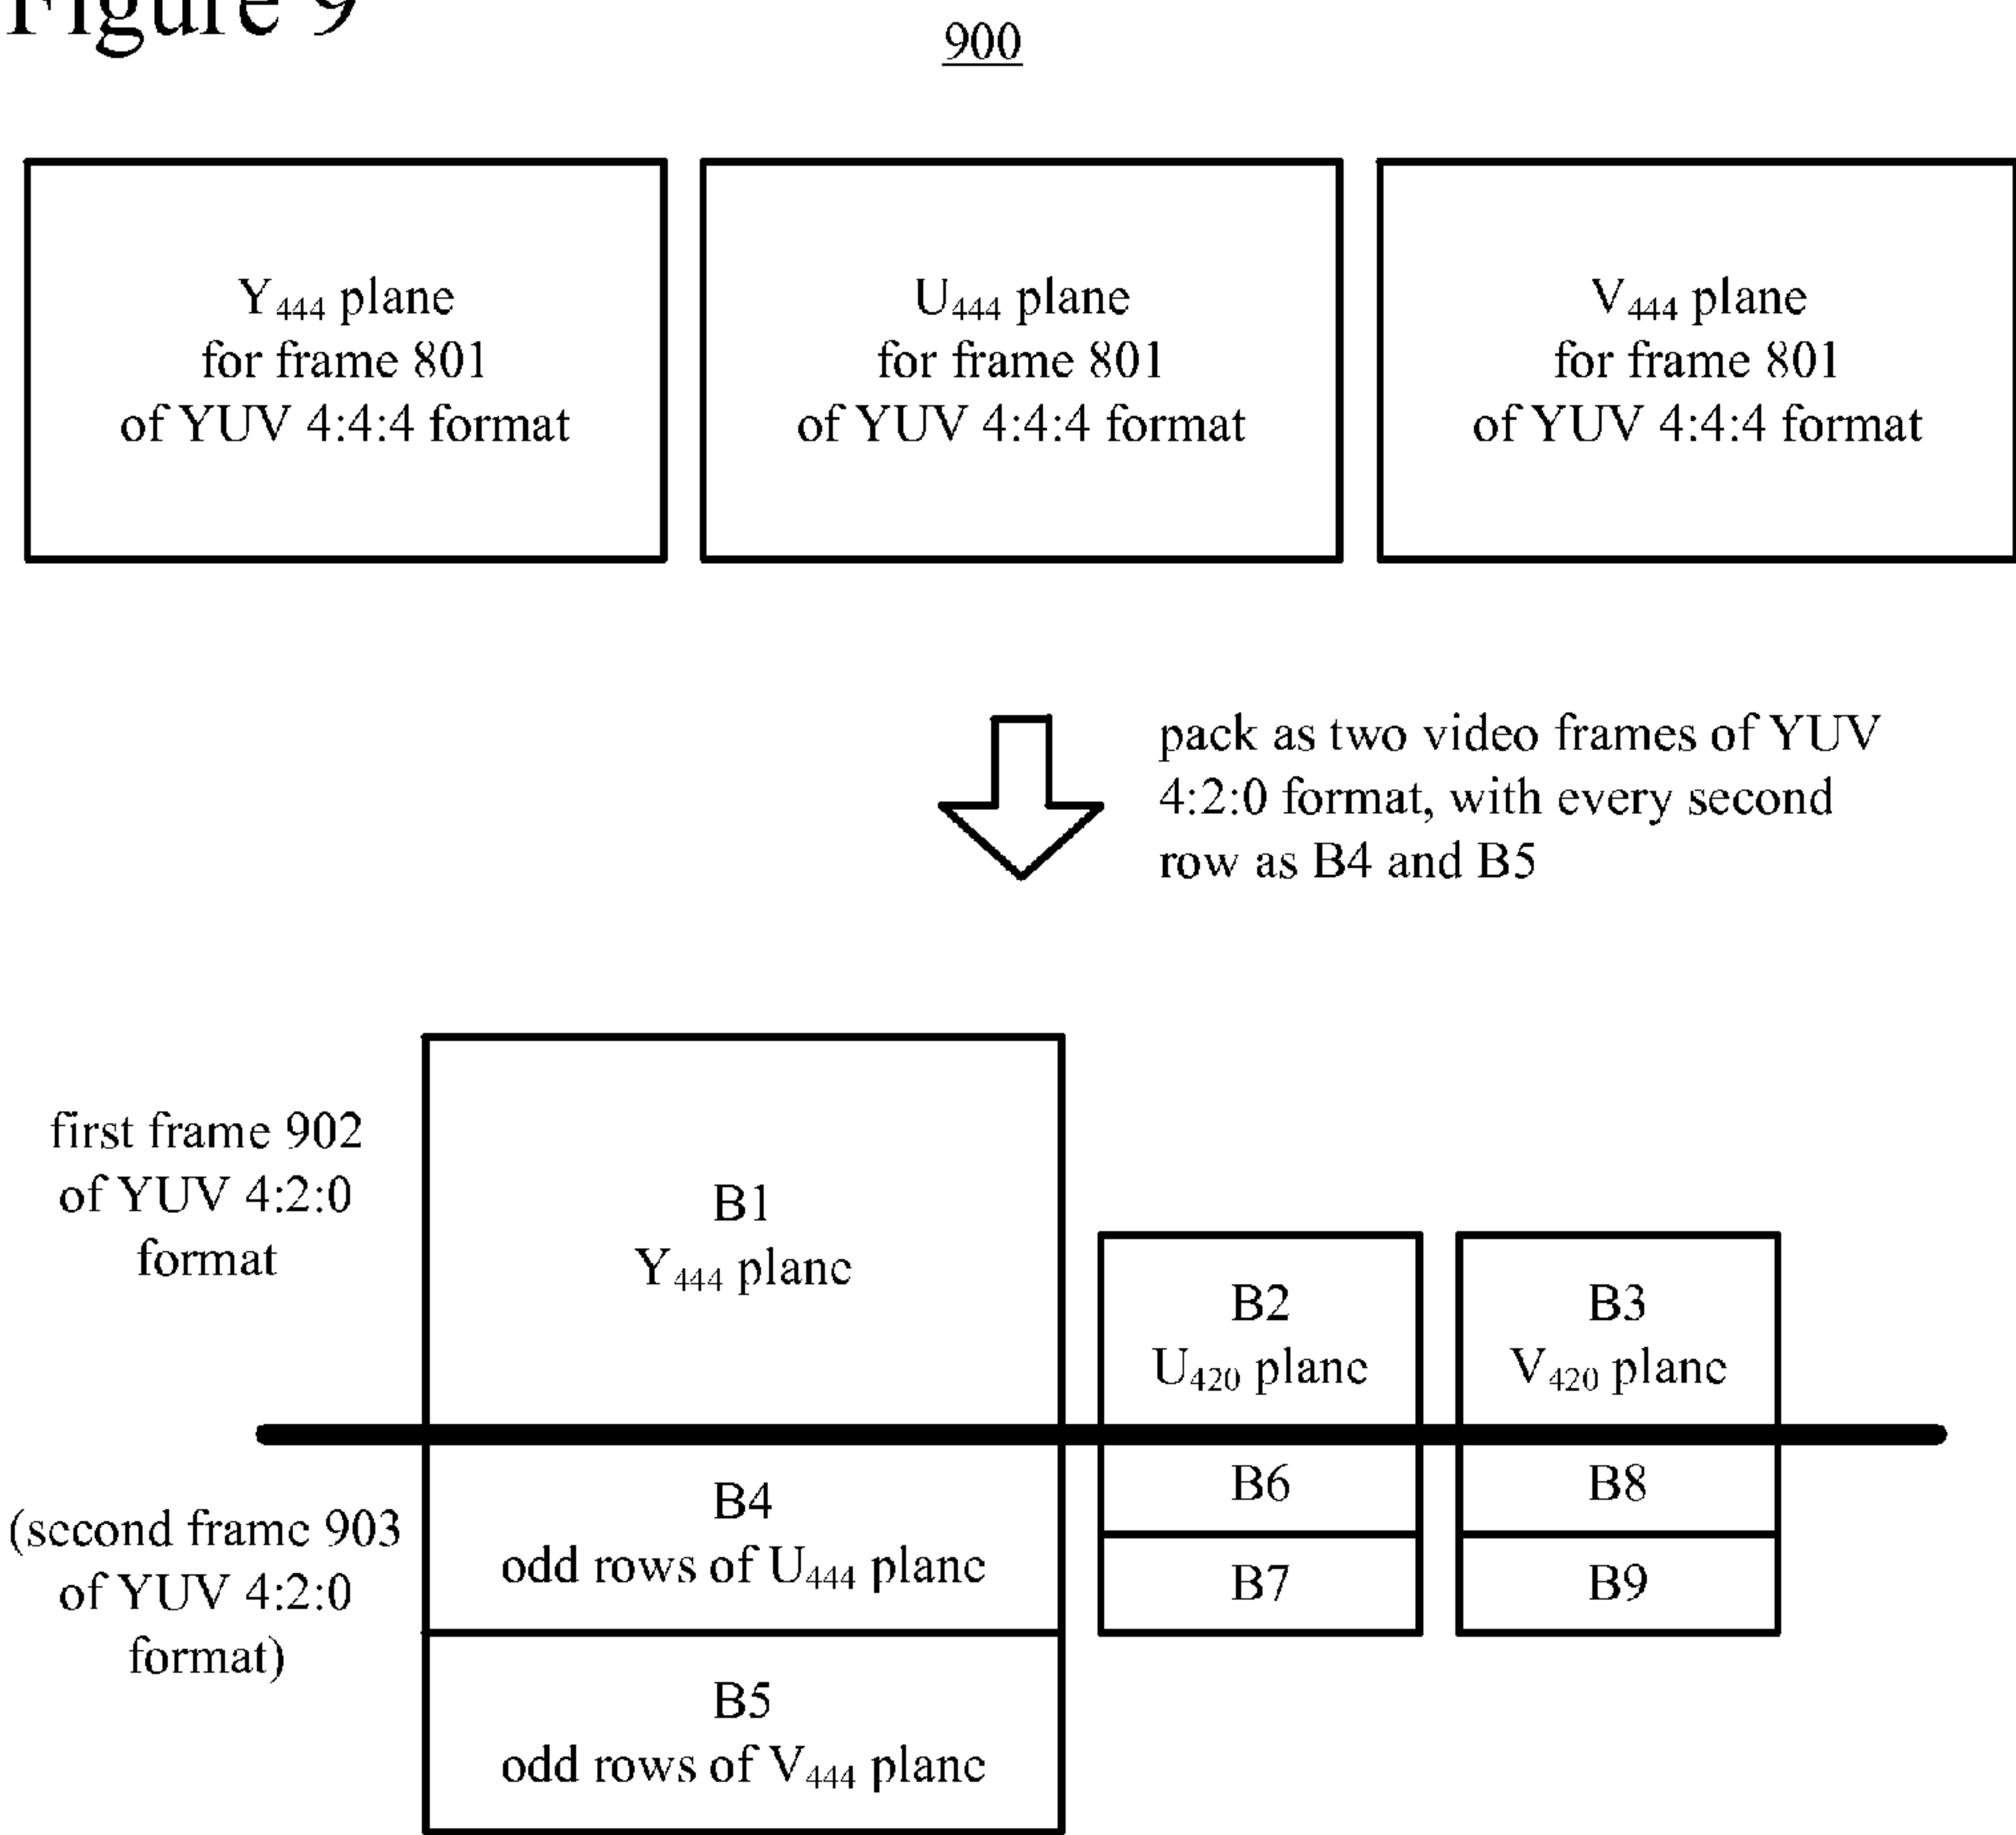 Figure 9
900
Y₄₄₄ plane
for frame 801
of YUV 4:4:4 format
U₄₄₄ plane
for frame 801
of YUV 4:4:4 format
V₄₄₄ plane
for frame 801
of YUV 4:4:4 format
pack as two video frames of YUV
4:2:0 format, with every second
row as B4 and B5
first frame 902
of YUV 4:2:0
format
B1
Y₄₄₄ plane
B2
U₄₂₀ plane
B3
V₄₂₀ plane
(second frame 903
of YUV 4:2:0
format)
B4
odd rows of U₄₄₄ plane
B5
odd rows of V₄₄₄ plane
B6
B7
B8
B9